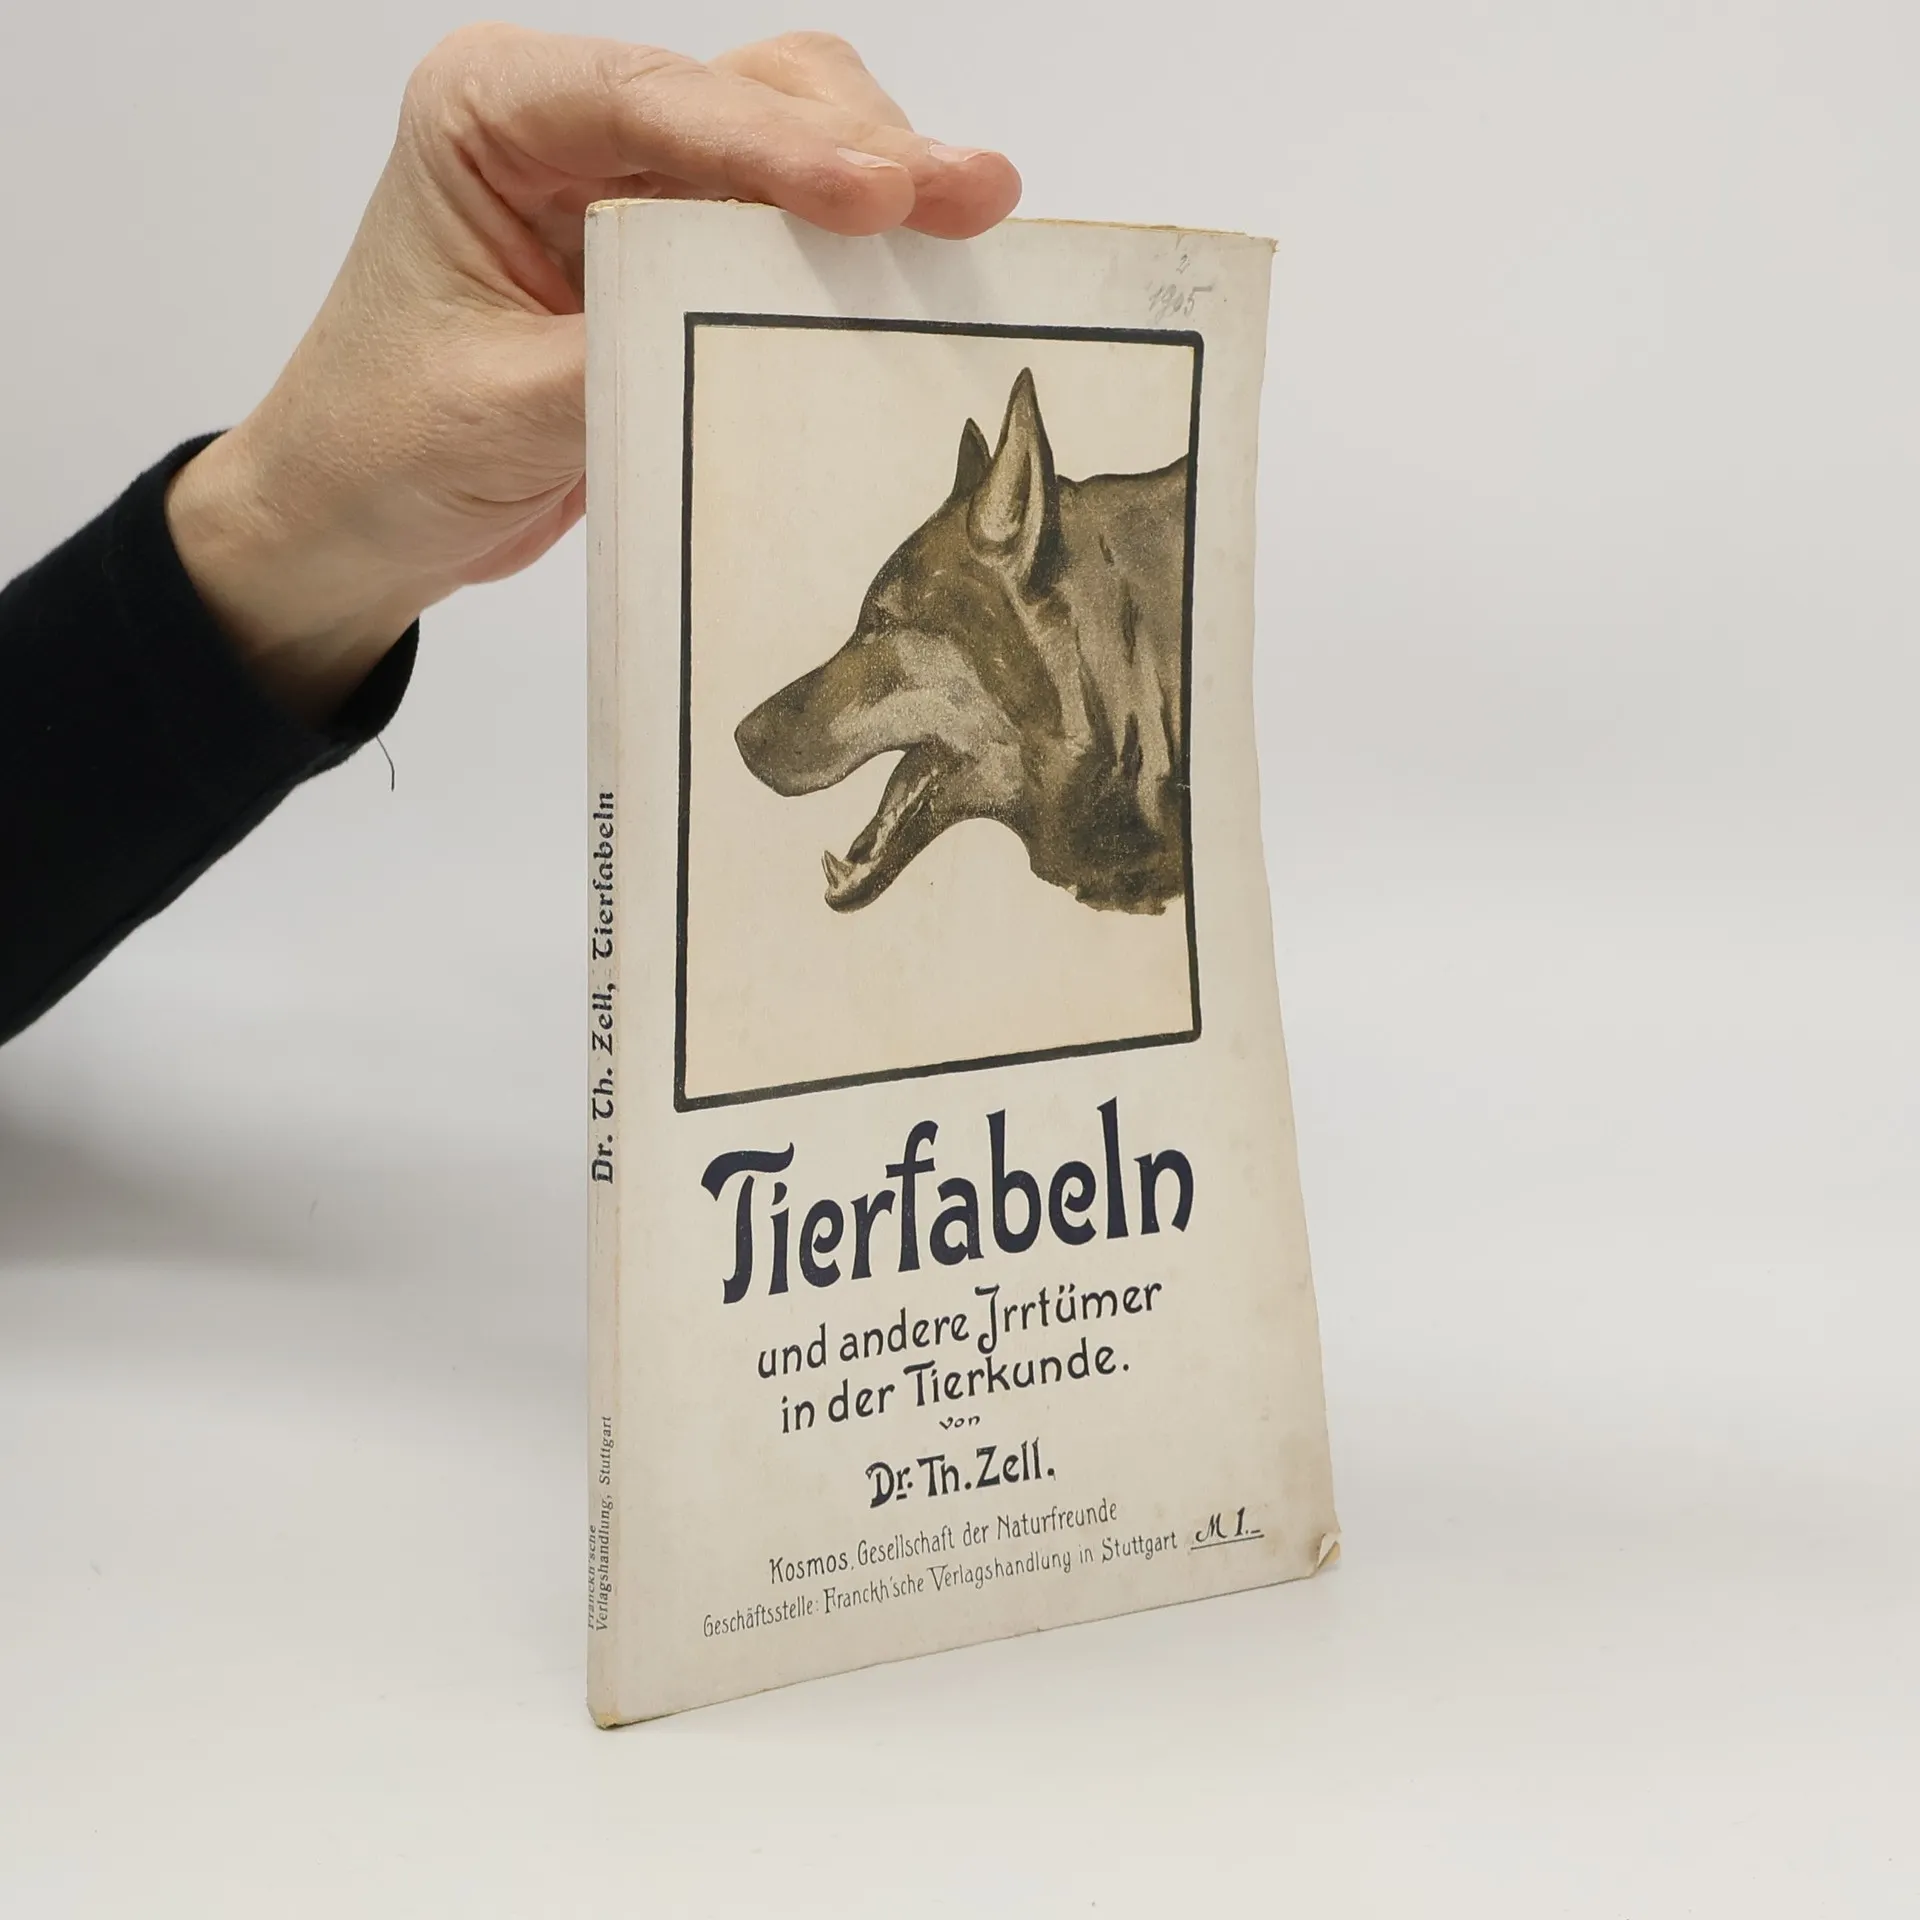 2
1905
Tierfabeln
und andere Irrtümer
in der Tierkunde.
von
Dr. Th. Zell.
Kosmos, Gesellschaft der Naturfreunde
Geschäftsstelle: Franckh'sche Verlagshandlung in Stuttgart M 1.–
Dr. Th. Zell, Tierfabeln
Franckh'sche
Verlagshandlung, Stuttgart